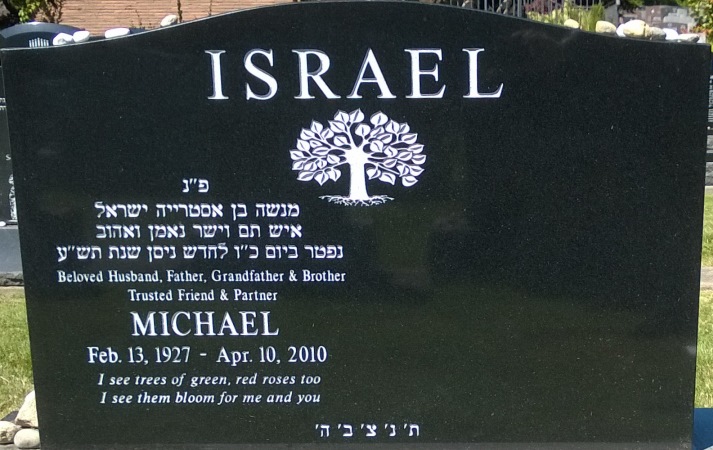 ISRAEL
פ״נ
מנשה בן אסטרייה ישראל
איש תם וישר נאמן ואהוב
נפטר ביום כ״ו לחדש ניסן שנת תש״ע
Beloved Husband, Father, Grandfather & Brother
Trusted Friend & Partner
MICHAEL
Feb. 13, 1927 - Apr. 10, 2010
I see trees of green, red roses too
I see them bloom for me and you
ת׳ נ׳ צ׳ ב׳ ה׳